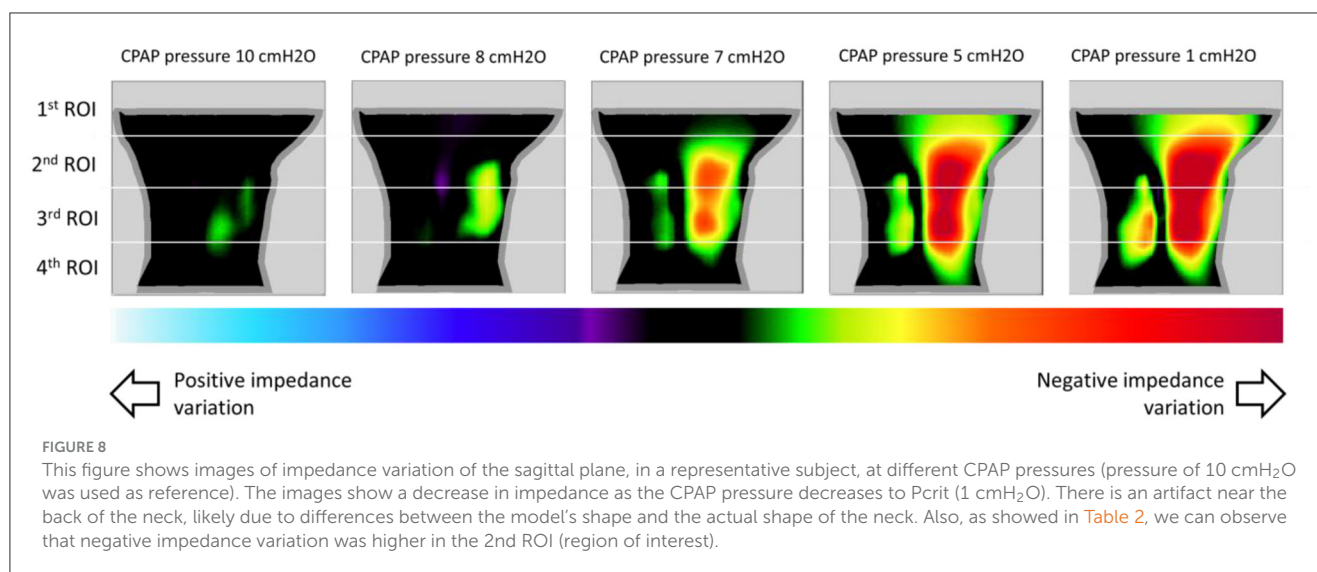 CPAP pressure 10 cmH2O
CPAP pressure 8 cmH2O
CPAP pressure 7 cmH2O
CPAP pressure 5 cmH2O
CPAP pressure 1 cmH2O
1st ROI
2nd ROI
3rd ROI
4th ROI
Positive impedance
variation
Negative impedance
variation
FIGURE 8
This figure shows images of impedance variation of the sagittal plane, in a representative subject, at different CPAP pressures (pressure of 10 cmH₂O
was used as reference). The images show a decrease in impedance as the CPAP pressure decreases to Pcrit (1 cmH₂O). There is an artifact near the
back of the neck, likely due to differences between the model's shape and the actual shape of the neck. Also, as showed in Table 2, we can observe
that negative impedance variation was higher in the 2nd ROI (region of interest).